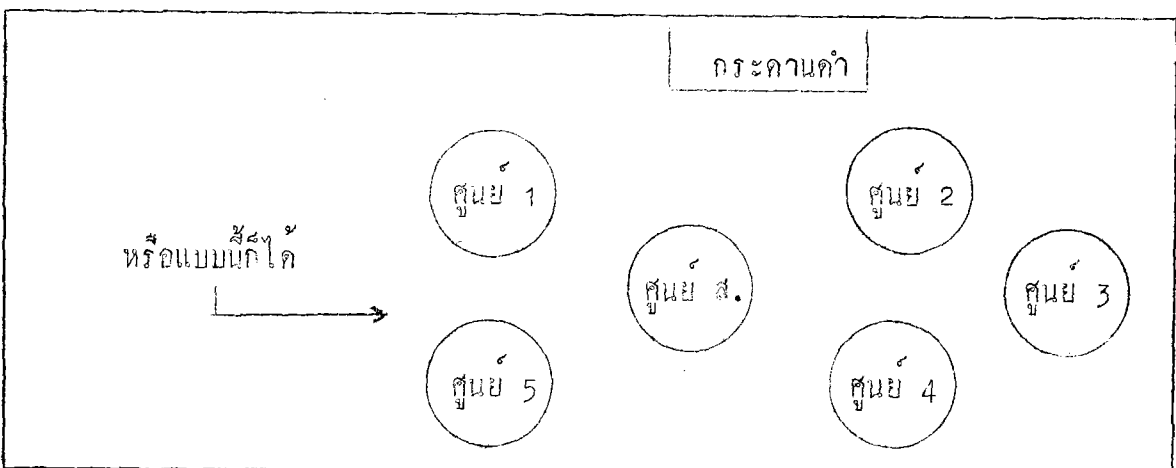 กระดานดำ
ศูนย์ 1
ศูนย์ 2
หรือแบบนี้ก็ได้
ศูนย์ ส.
ศูนย์ 3
ศูนย์ 5
ศูนย์ 4